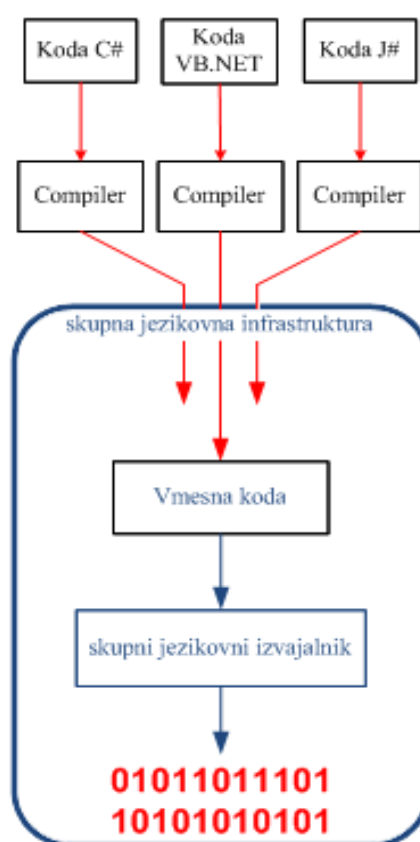 Koda C#
Koda
VB.NET
Koda J#
Compiler
Compiler
Compiler
skupna jezikovna infrastruktura
Vmesna koda
skupni jezikovni izvajalnik
01011011101
10101010101